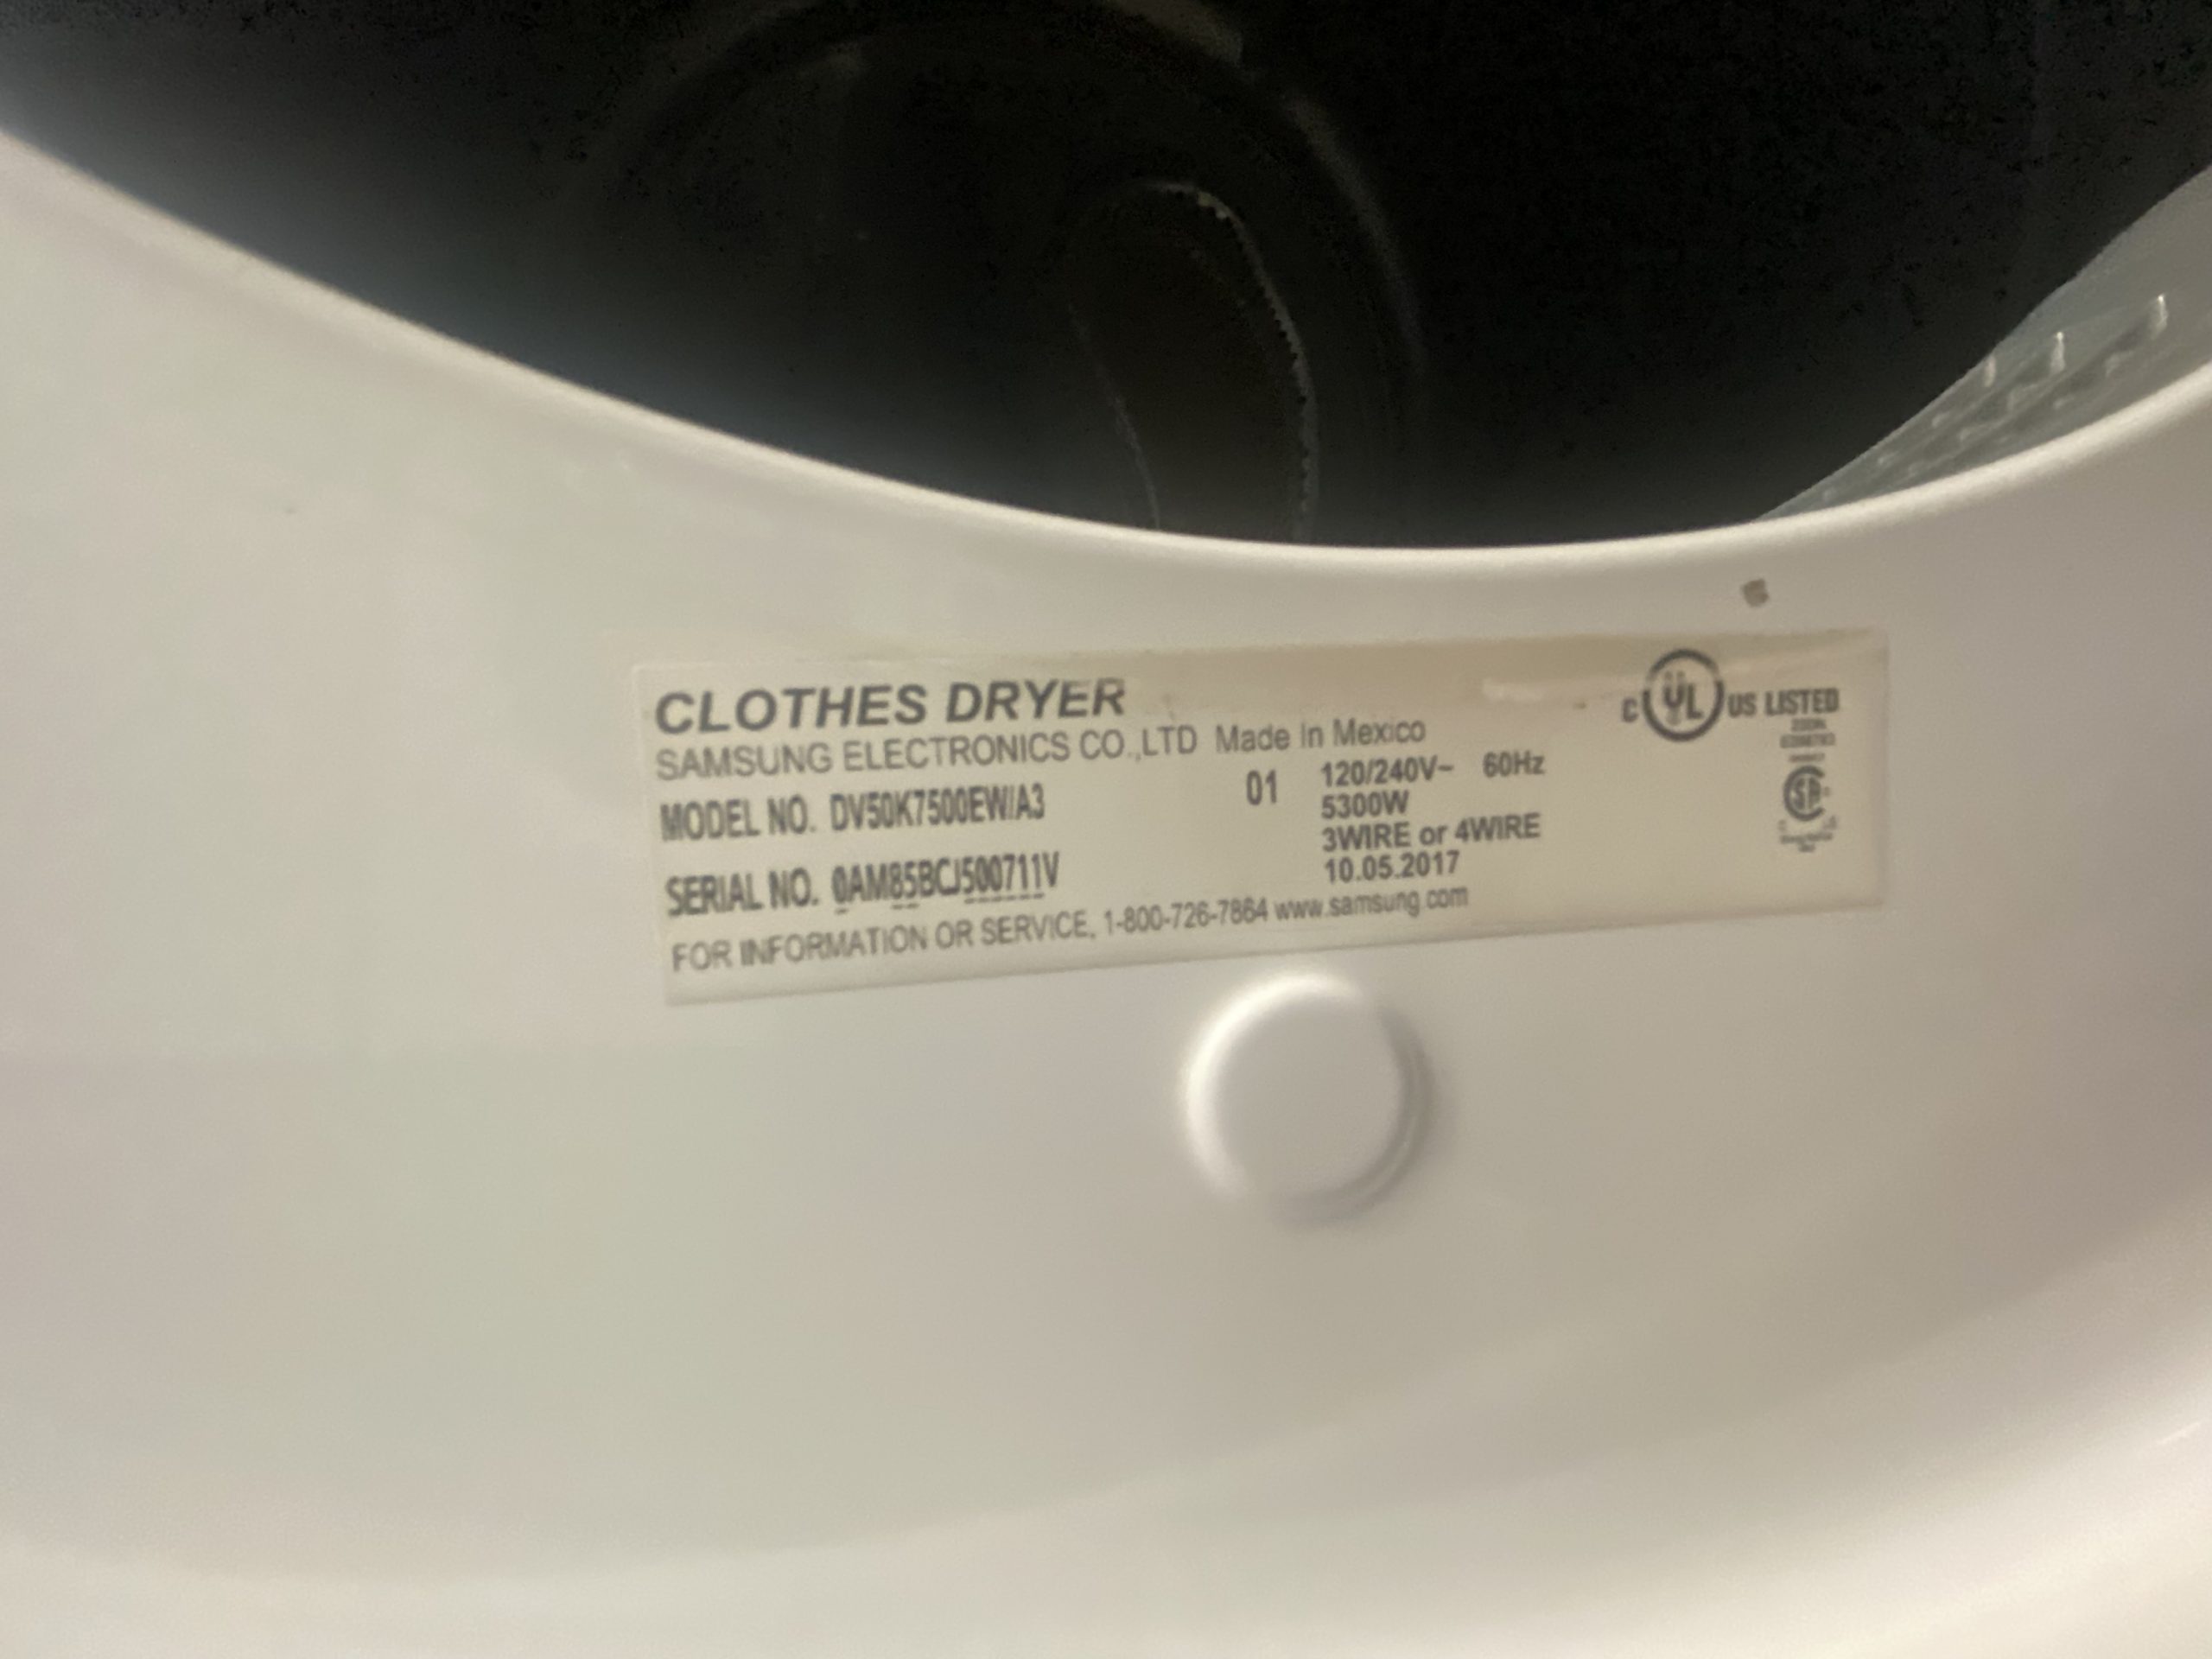 CLOTHES DRYER
SAMSUNG ELECTRONICS CO.,LTD Made In Mexico
MODEL NO. DV50K7500EW/A3
SERIAL NO. 0AM85BCJ500711V
01
120/240V~ 60Hz
5300W
3WIRE or 4WIRE
10.05.2017
FOR INFORMATION OR SERVICE, 1-800-726-7864 www.samsung.com
C UL US LISTED